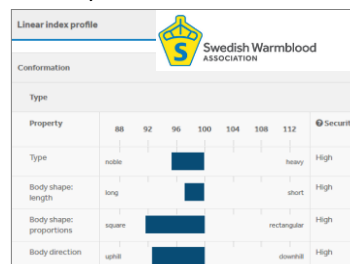 Linear index profile
S
Swedish Warmblood
ASSOCIATION
Conformation
Type
Property 88 92 96 100 104 108 112 Securit
Type noble heavy High
Body shape:
length long short High
Body shape:
proportions square rectangular High
Body direction uphill downhill High